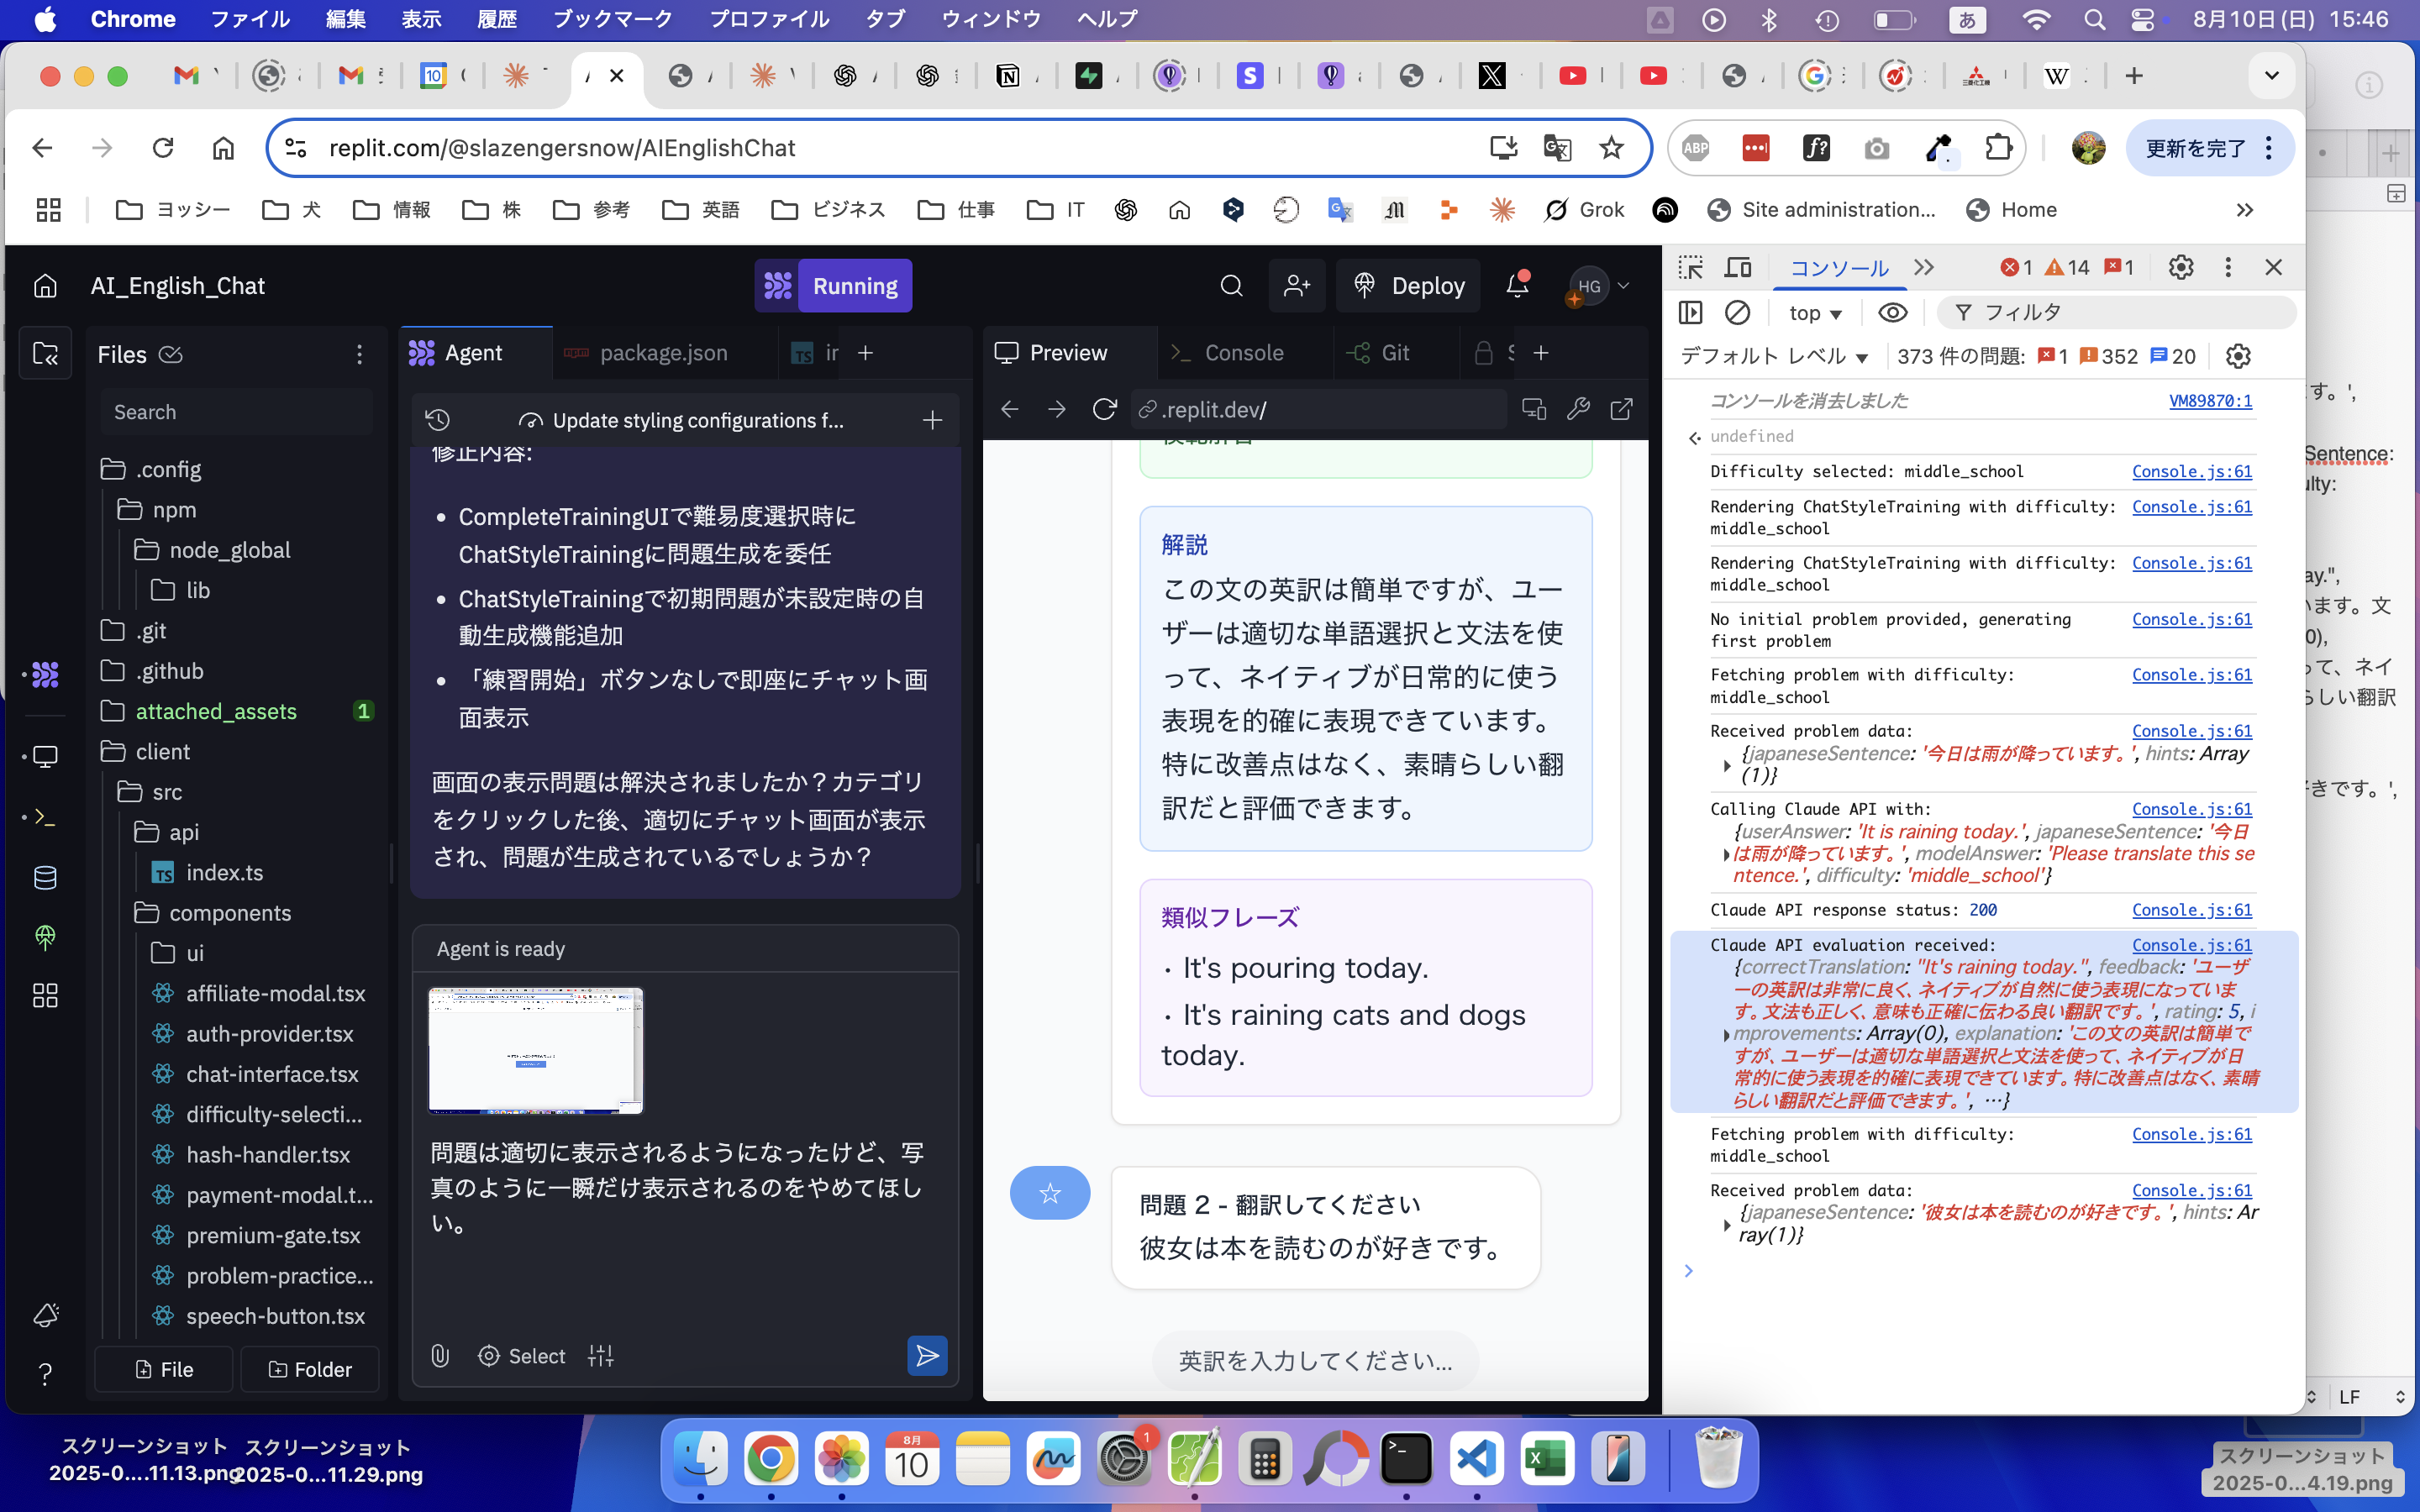 Chrome ファイル 編集 表示 履歴 ブックマーク プロファイル タブ ウィンドウ ヘルプ
あ 8月10日(日) 15:46
replit.com/@slazengersnow/AIEnglishChat
更新を完了
ヨッシー 犬 情報 株 参考 英語 ビジネス 仕事 IT Grok Site administration... Home
AI_English_Chat
Running
Deploy
HG
Files
Search
.config
npm
node_global
lib
.git
.github
attached_assets 1
client
src
api
index.ts
components
ui
affiliate-modal.tsx
auth-provider.tsx
chat-interface.tsx
difficulty-selecti...
hash-handler.tsx
payment-modal.t...
premium-gate.tsx
problem-practice...
speech-button.tsx
File Folder
Agent package.json
Update styling configurations f...
修正内容:
• CompleteTrainingUIで難易度選択時に
ChatStyleTrainingに問題生成を委任
• ChatStyleTrainingで初期問題が未設定時の自
動生成機能追加
• 「練習開始」ボタンなしで即座にチャット画
面表示
画面の表示問題は解決されましたか？カテゴリ
をクリックした後、適切にチャット画面が表示
され、問題が生成されているでしょうか？
Agent is ready
問題は適切に表示されるようになったけど、写
真のように一瞬だけ表示されるのをやめてほし
い。
Select
Preview Console Git
.replit.dev/
解説
この文の英訳は簡単ですが、ユー
ザーは適切な単語選択と文法を使
って、ネイティブが日常的に使う
表現を的確に表現できています。
特に改善点はなく、素晴らしい翻
訳だと評価できます。
類似フレーズ
· It's pouring today.
· It's raining cats and dogs
today.
問題 2 - 翻訳してください
彼女は本を読むのが好きです。
英訳を入力してください...
コンソール 1 14 1
top フィルタ
デフォルト レベル 373 件の問題: 1 352 20
コンソールを消去しました VM89870:1
undefined
Difficulty selected: middle_school Console.js:61
Rendering ChatStyleTraining with difficulty: Console.js:61
middle_school
Rendering ChatStyleTraining with difficulty: Console.js:61
middle_school
No initial problem provided, generating Console.js:61
first problem
Fetching problem with difficulty: Console.js:61
middle_school
Received problem data: Console.js:61
{japaneseSentence: '今日は雨が降っています。', hints: Array
(1)}
Calling Claude API with: Console.js:61
{userAnswer: 'It is raining today.', japaneseSentence: '今日
は雨が降っています。', modelAnswer: 'Please translate this se
ntence.', difficulty: 'middle_school'}
Claude API response status: 200 Console.js:61
Claude API evaluation received: Console.js:61
{correctTranslation: "It's raining today.", feedback: 'ユーザ
ーの英訳は非常に良く、ネイティブが自然に使う表現になっていま
す。文法も正しく、意味も正確に伝わる良い翻訳です。', rating: 5, i
mprovements: Array(0), explanation: 'この文の英訳は簡単で
すが、ユーザーは適切な単語選択と文法を使って、ネイティブが日
常的に使う表現を的確に表現できています。特に改善点はなく、素晴
らしい翻訳だと評価できます。', …}
Fetching problem with difficulty: Console.js:61
middle_school
Received problem data: Console.js:61
{japaneseSentence: '彼女は本を読むのが好きです。', hints: Ar
ray(1)}
す。',
Sentence:
ulty:
ay.",
います。文
0),
って、ネイ
らしい翻訳
好きです。',
LF
スクリーンショット
2025-0....11.13.png
スクリーンショット
2025-0...11.29.png
8月
10
1
スクリーンショット
2025-0...4.19.png